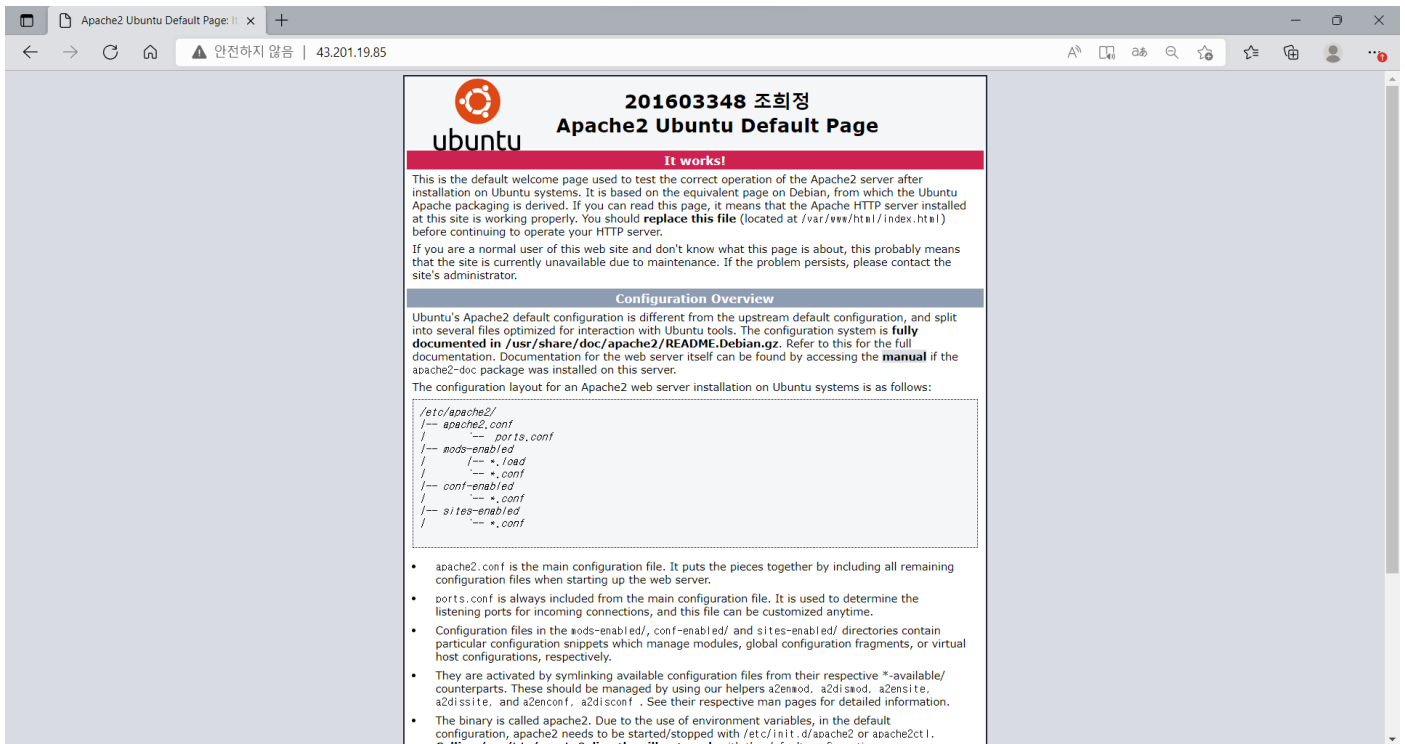 Apache2 Ubuntu Default Page: It
안전하지 않음 | 43.201.19.85
ubuntu
201603348 조희정
Apache2 Ubuntu Default Page
It works!
This is the default welcome page used to test the correct operation of the Apache2 server after
installation on Ubuntu systems. It is based on the equivalent page on Debian, from which the Ubuntu
Apache packaging is derived. If you can read this page, it means that the Apache HTTP server installed
at this site is working properly. You should replace this file (located at /var/www/html/index.html)
before continuing to operate your HTTP server.
If you are a normal user of this web site and don't know what this page is about, this probably means
that the site is currently unavailable due to maintenance. If the problem persists, please contact the
site's administrator.
Configuration Overview
Ubuntu's Apache2 default configuration is different from the upstream default configuration, and split
into several files optimized for interaction with Ubuntu tools. The configuration system is fully
documented in /usr/share/doc/apache2/README.Debian.gz. Refer to this for the full
documentation. Documentation for the web server itself can be found by accessing the manual if the
apache2-doc package was installed on this server.
The configuration layout for an Apache2 web server installation on Ubuntu systems is as follows:
/etc/apache2/
|-- apache2.conf
|       `--  ports.conf
|-- mods-enabled
|       |-- *.load
|       `-- *.conf
|-- conf-enabled
|       `-- *.conf
|-- sites-enabled
|       `-- *.conf
• apache2.conf is the main configuration file. It puts the pieces together by including all remaining
configuration files when starting up the web server.
• ports.conf is always included from the main configuration file. It is used to determine the
listening ports for incoming connections, and this file can be customized anytime.
• Configuration files in the mods-enabled/, conf-enabled/ and sites-enabled/ directories contain
particular configuration snippets which manage modules, global configuration fragments, or virtual
host configurations, respectively.
• They are activated by symlinking available configuration files from their respective *-available/
counterparts. These should be managed by using our helpers a2enmod, a2dismod, a2ensite,
a2dissite, and a2enconf, a2disconf . See their respective man pages for detailed information.
• The binary is called apache2. Due to the use of environment variables, in the default
configuration, apache2 needs to be started/stopped with /etc/init.d/apache2 or apache2ctl.